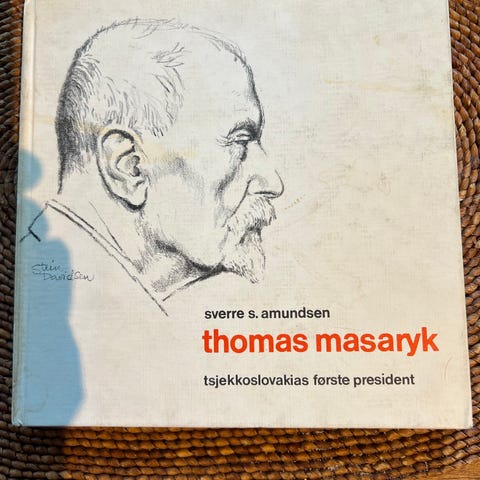 Stein
Davidsen
sverre s. amundsen
thomas masaryk
tsjekkoslovakias første president